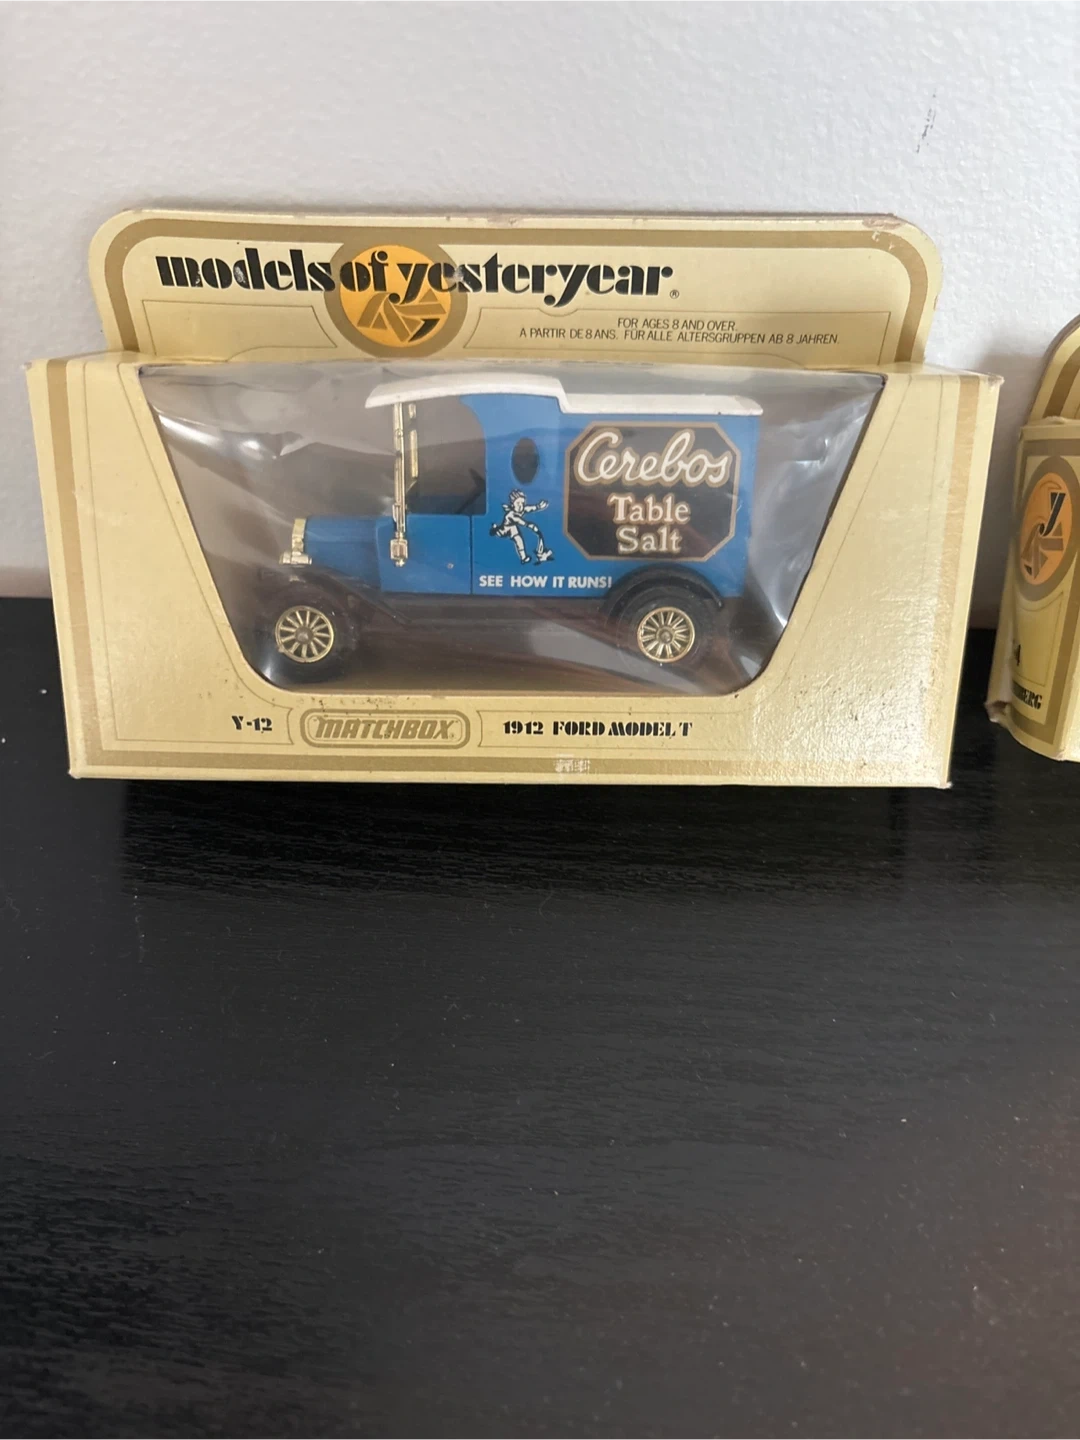 models of yesteryear®
FOR AGES 8 AND OVER.
A PARTIR DE 8 ANS. FÜR ALLE ALTERSGRUPPEN AB 8 JAHREN
Cerebos
Table
Salt
SEE HOW IT RUNS!
Y-12
MATCHBOX
1912 FORD MODEL T